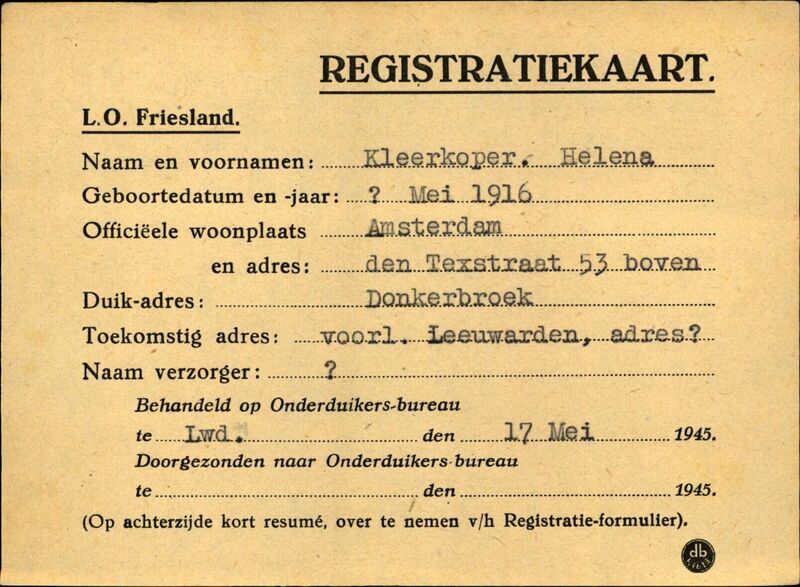 REGISTRATIEKAART.
L.O. Friesland.
Naam en voornamen: Kleerkoper. Helena
Geboortedatum en -jaar: ? Mei 1916
Officiëele woonplaats Amsterdam
en adres: den Texstraat 53 boven
Duik-adres: Donkerbroek
Toekomstig adres: voorl. Leeuwarden, adres?
Naam verzorger: ?
Behandeld op Onderduikers-bureau
te Lwd. den 17 Mei 1945.
Doorgezonden naar Onderduikers-bureau
te den 1945.
(Op achterzijde kort resumé, over te nemen v/h Registratie-formulier).
db